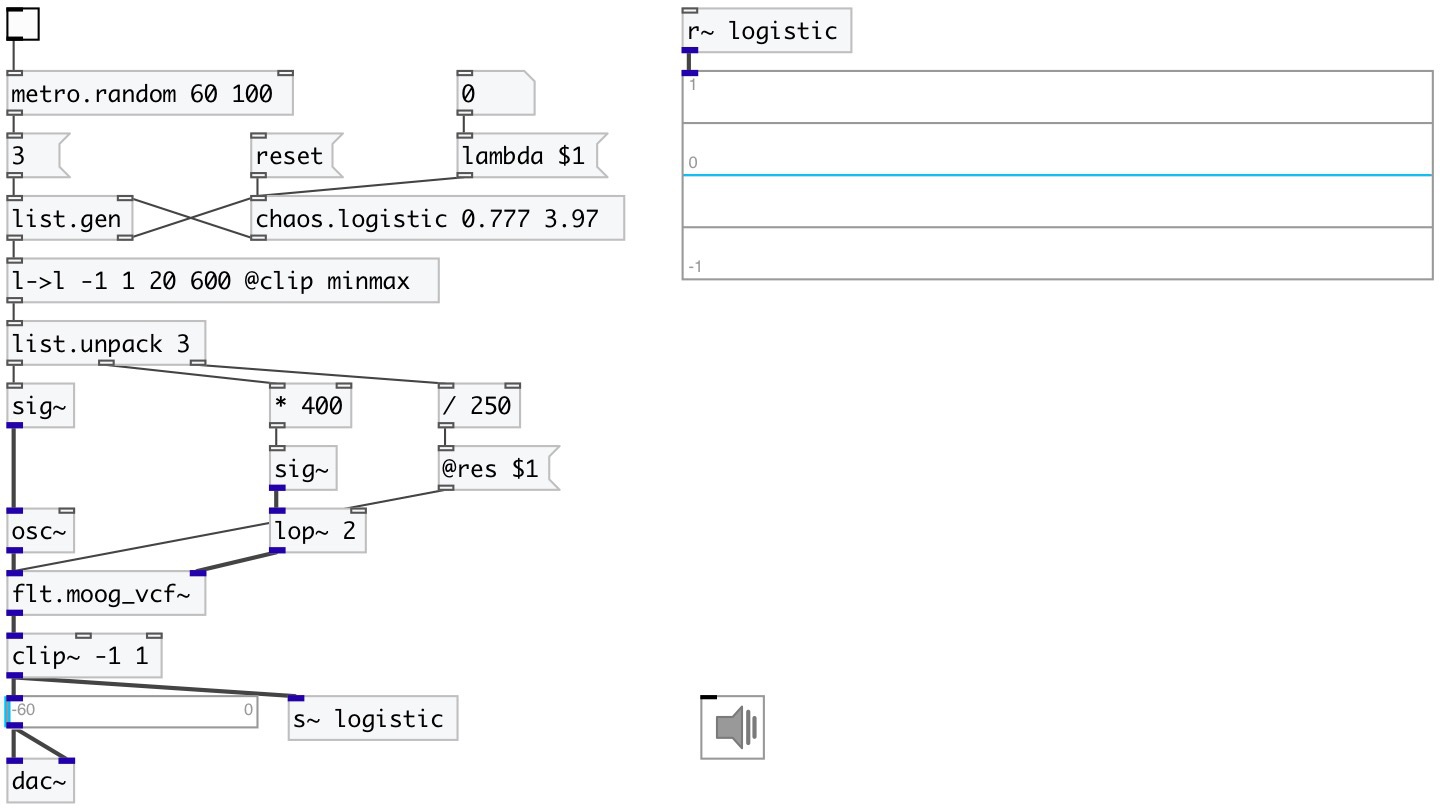 r~ logistic
metro.random 60 100
0
1
3
reset
lambda $1
0
list.gen
chaos.logistic 0.777 3.97
-1
l->l -1 1 20 600 @clip minmax
list.unpack 3
sig~
* 400
/ 250
sig~
@res $1
osc~
lop~ 2
flt.moog_vcf~
clip~ -1 1
-60
0
s~ logistic
dac~